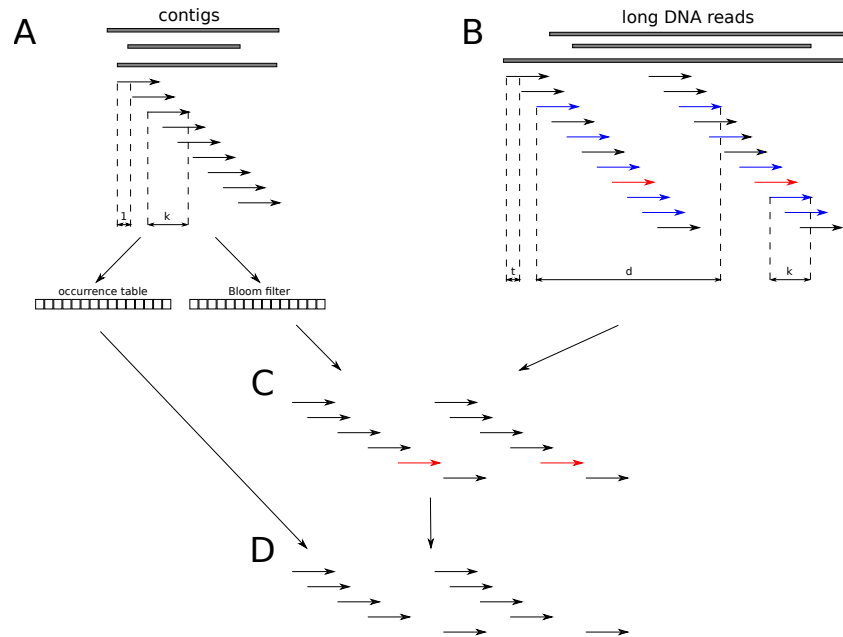 A
contigs
1
k
occurrence table
Bloom filter
B
long DNA reads
t
d
k
C
D